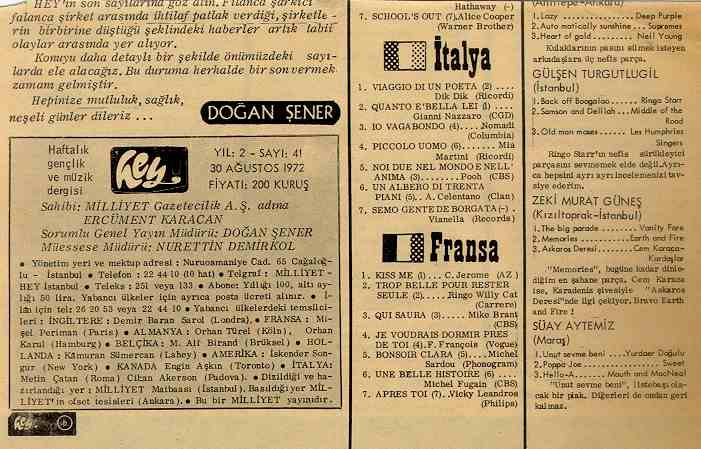 HEY'in son sayılarına göz atın. Filanca şarkıcı
falanca şirket arasında ihtilaf patlak verdiği, şirketle-
rin birbirine düştüğü şeklindeki haberler artık tabii
olaylar arasında yer alıyor.
Konuyu daha detaylı bir şekilde önümüzdeki sayı-
larda ele alacağız. Bu duruma herhalde bir son vermek
zamanı gelmiştir.
Hepinize mutluluk, sağlık,
neşeli günler dileriz ...
DOĞAN ŞENER
Haftalık
gençlik
ve müzik
dergisi
hey
YIL: 2 - SAYI: 41
30 AĞUSTOS 1972
FİYATI: 200 KURUŞ
Sahibi: MİLLİYET Gazetecilik A.Ş. adına
ERCÜMENT KARACAN
Sorumlu Genel Yayın Müdürü: DOĞAN ŞENER
Müessese Müdürü: NURETTİN DEMİRKOL
• Yönetim yeri ve mektup adresi: Nuruosmaniye Cad. 65 Cağaloğ-
lu - İstanbul • Telefon: 22 44 10 (10 hat) • Telgraf: MİLLİYET -
HEY İstanbul • Teleks: 251 veya 133 • Abone: Yıllığı 100, altı ay-
lığı 50 lira. Yabancı ülkeler için ayrıca posta ücreti alınır. • İ-
lân için tel: 26 20 53 veya 22 44 10 • Yabancı ülkelerdeki temsilci-
leri: İNGİLTERE: Demir Baran Sarol (Londra), • FRANSA: Mi-
şel Periman (Paris) • ALMANYA: Orhan Türel (Köln), Orhan
Karul (Hamburg) • BELÇİKA: M. Ali Birand (Brüksel) • HOL-
LANDA: Kâmuran Sümercan (Lahey) • AMERİKA: İskender Son-
gur (New York) • KANADA Engin Aşkın (Toronto) • İTALYA:
Metin Çatan (Roma) Cihan Akerson (Padova). • Dizildiği ve ha-
zırlandığı yer: MİLLİYET Matbaası (İstanbul). Basıldığı yer MİL-
LİYET'in ofset tesisleri (Ankara). • Bu bir MİLLİYET yayınıdır.
hey
Hathaway (-)
7. SCHOOL'S OUT (7). Alice Cooper
(Warner Brother)
İtalya
1. VIAGGIO DI UN POETA (2) ....
Dik Dik (Ricordi)
2. QUANTO E'BELLA LEI (1) ....
Gianni Nazzaro (CGD)
3. IO VAGABONDO (4)....Nomadi
(Columbia)
4. PICCOLO UOMO (6)........Mia
Martini (Ricordi)
5. NOI DUE NEL MONDO E NELL'
ANIMA (3)........Pooh (CBS)
6. UN ALBERO DI TRENTA
PIANI (5).. A. Celentano (Clan)
7. SEMO GENTE DE BORGATA (-) .
Vianella (Records)
Fransa
1. KISS ME (1)....C. Jerome (AZ)
2. TROP BELLE POUR RESTER
SEULE (2)......Ringo Willy Cat
(Carrere)
3. QUI SAURA (3)....Mike Brant
(CBS)
4. JE VOUDRAIS DORMIR PRES
DE TOI (4). F. François (Vogue)
5. BONSOIR CLARA (5)....Michel
Sardou (Phonogram)
6. UNE BELLE HISTOIRE (6) ....
Michel Fugain (CBS)
7. APRES TOI (7) ..Vicky Leandros
(Philips)
1. Lazy ............ Deep Purple
2. Auto matically sunshine ... Supremes
3. Heart of gold......... Neil Young
Kulaklarının pasını silmek isteyen
arkadaşlara üç nefis parça.
GÜLŞEN TURGUTLUGİL
(İstanbul)
1. Back off Boogaloo...... Ringo Starr
2. Samson and Delilah ...Middle of the
Road
3. Old man moses ...... Les Humphries
Singers
Ringo Starr'ın nefis sürükleyici
parçasını sevmemek elde değil. Ayrı-
ca hepsini ayrı ayrı incelemenizi tav-
siye ederim.
ZEKİ MURAT GÜNEŞ
(Kızıltoprak-İstanbul)
1. The big parade ........ Vanity Fare
2. Memories ........Earth and Fire
3. Askaros Deresi........Cem Karaca-
Kardaşlar
"Memories", bugüne kadar dinle-
diğim en şahane parça. Cem Karaca
ise, Karadeniz şivesiyle "Askaros
Deresi"nde ilgi çekiyor. Bravo Earth
and Fire !
SÜAY AYTEMİZ
(Maraş)
1. Unut sevme beni ....Yurdaer Doğulu
2. Poppa Joe............ Sweet
3. Hello-A...... Mouth and MacNeal
"Unut sevme beni", listebaşı ola-
cak bir plak. Diğerleri de ondan geri
kalmaz.